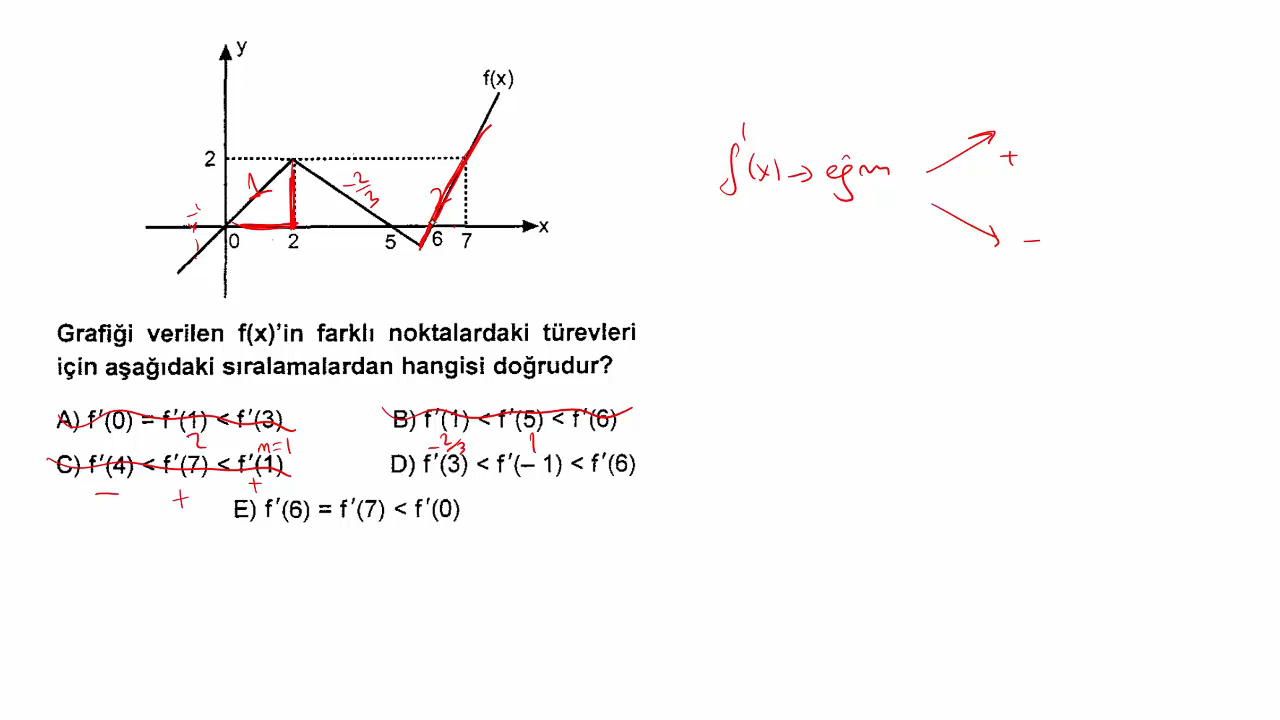 y
f(x)
2
1
-2/3
2
-1
1
0
2
5
6
7
x
f'(x) → eğim
+
-
Grafiği verilen f(x)'in farklı noktalardaki türevleri
için aşağıdaki sıralamalardan hangisi doğrudur?
A) f'(0) = f'(1) < f'(3)
B) f'(1) < f'(5) < f'(6)
2
m=1
-2/3
1
C) f'(4) < f'(7) < f'(1)
D) f'(3) < f'(– 1) < f'(6)
-
+
+
E) f'(6) = f'(7) < f'(0)